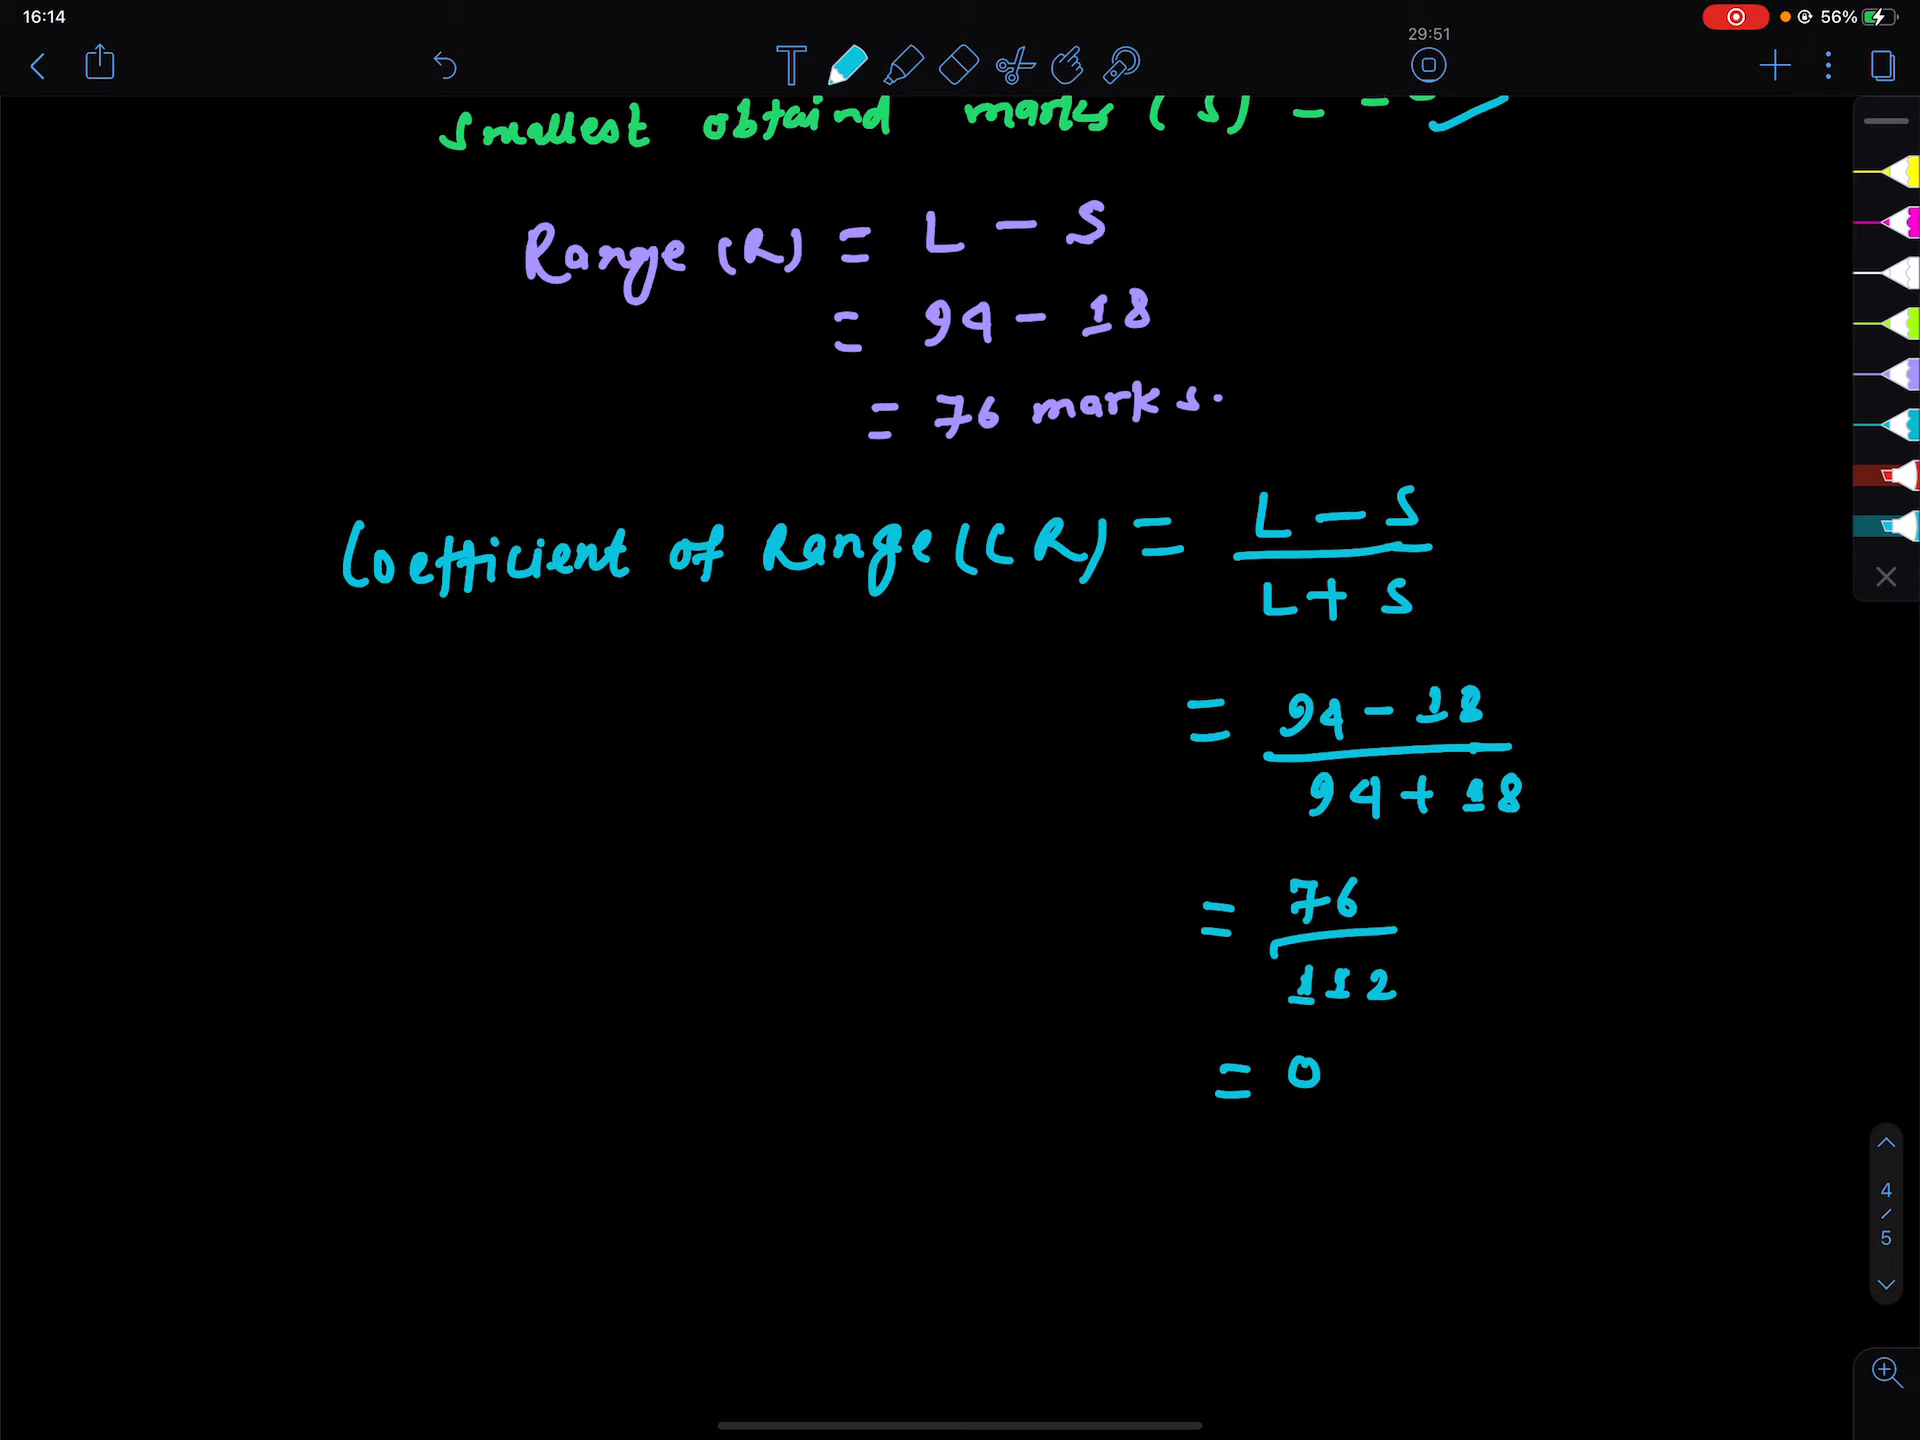 16:14
56%
29:51
Smallest obtaind marks (S) =
Range (R) = L - S
= 94 - 18
= 76 marks.
Coefficient of Range (CR) = L - S / L + S
= 94 - 18 / 94 + 18
= 76 / 112
= 0
4
/
5